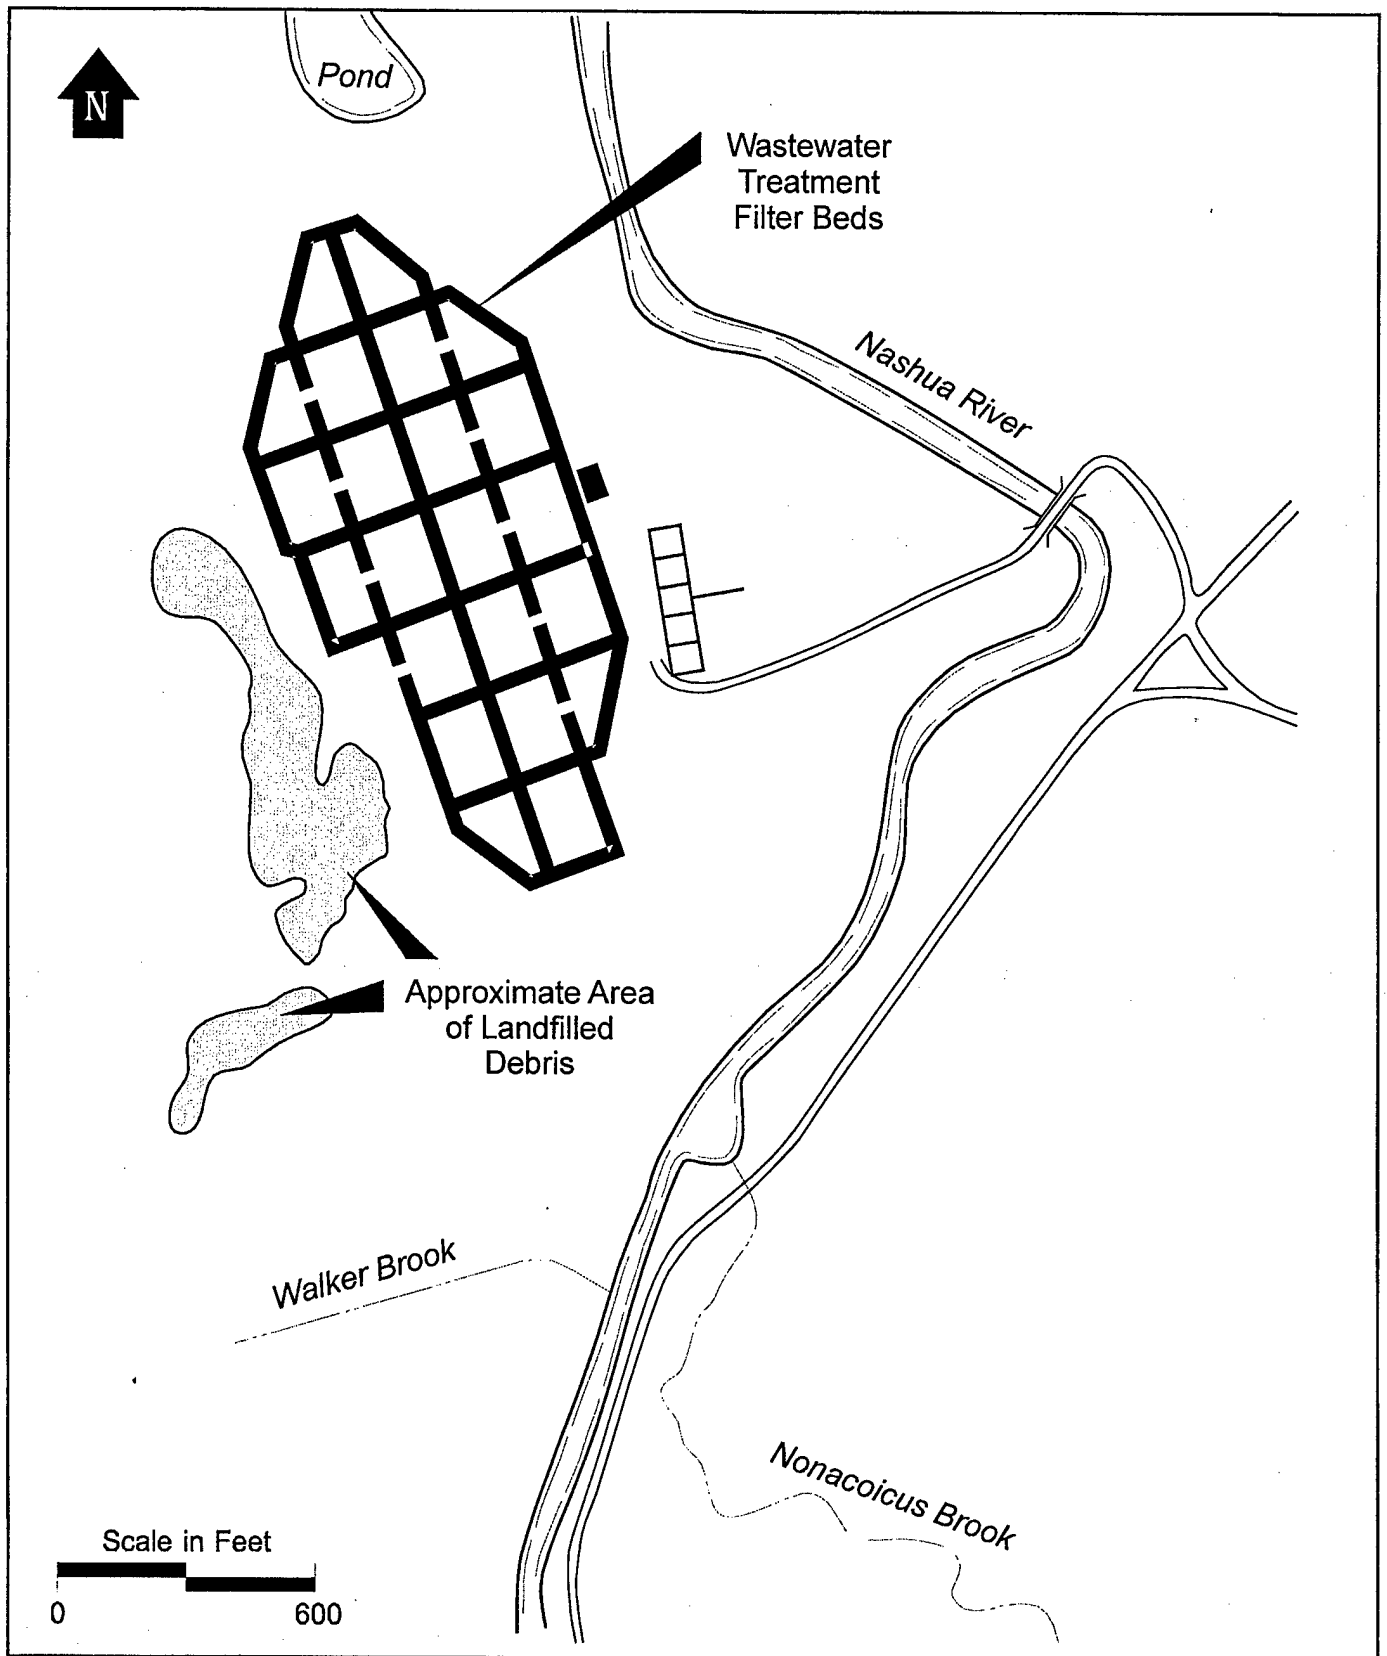 Pond
N
Wastewater
Treatment
Filter Beds
Nashua River
Approximate Area
of Landfilled
Debris
Walker Brook
Nonacoicus Brook
Scale in Feet
0 600